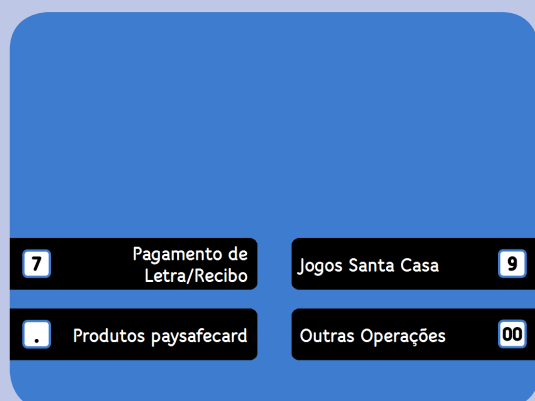 7 Pagamento de
Letra/Recibo
Jogos Santa Casa 9
. Produtos paysafecard
Outras Operações 00